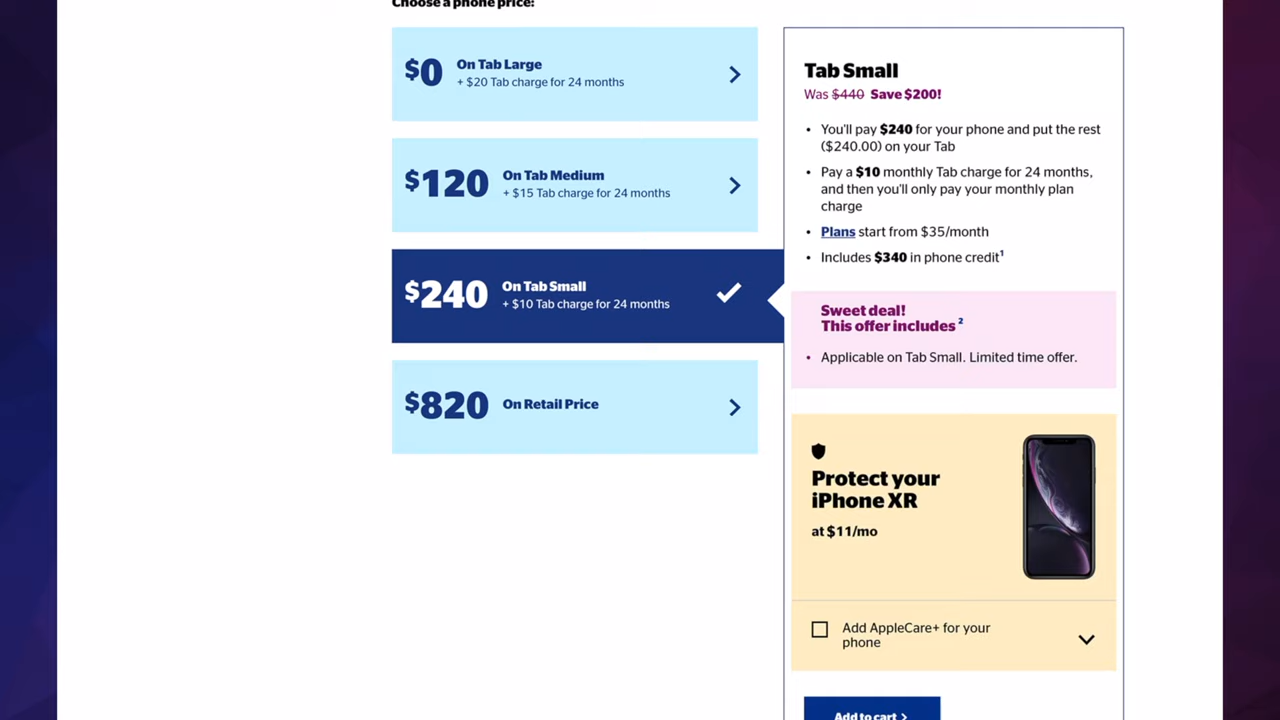 Choose a phone price:
$0
On Tab Large
+ $20 Tab charge for 24 months
$120
On Tab Medium
+ $15 Tab charge for 24 months
$240
On Tab Small
+ $10 Tab charge for 24 months
$820
On Retail Price
Tab Small
Was $440 Save $200!
• You'll pay $240 for your phone and put the rest
($240.00) on your Tab
• Pay a $10 monthly Tab charge for 24 months,
and then you'll only pay your monthly plan
charge
• Plans start from $35/month
• Includes $340 in phone credit¹
Sweet deal!
This offer includes ²
• Applicable on Tab Small. Limited time offer.
Protect your
iPhone XR
at $11/mo
Add AppleCare+ for your
phone
Add to cart